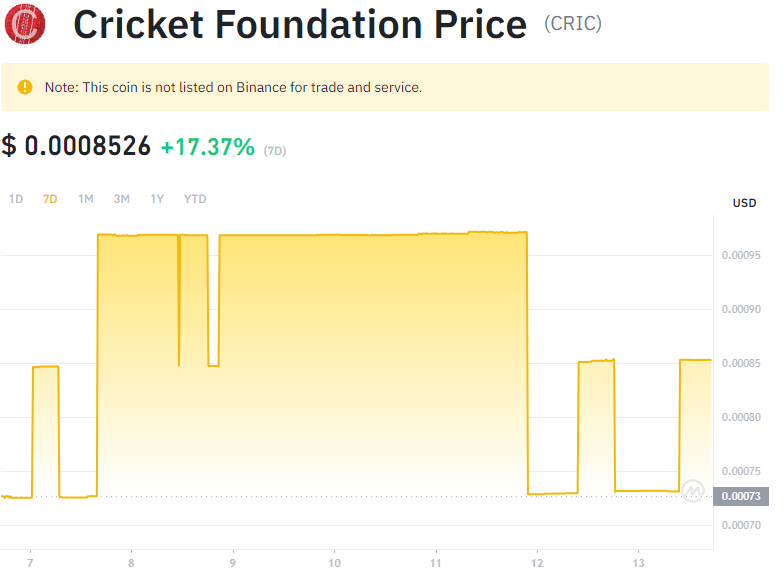 Cricket Foundation Price (CRIC)
Note: This coin is not listed on Binance for trade and service.
$ 0.0008526 +17.37% (7D)
1D 7D 1M 3M 1Y YTD
USD
0.00095
0.00090
0.00085
0.00080
0.00075
0.00073
0.00070
7 8 9 10 11 12 13